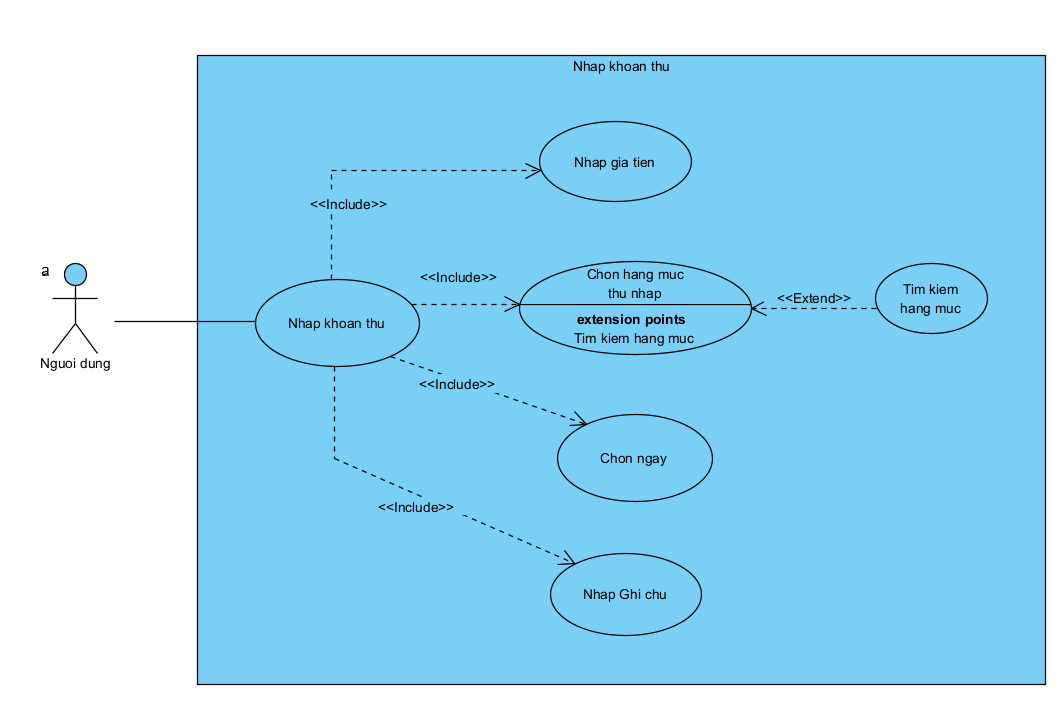 Nhap khoan thu
Nhap gia tien
<<Include>>
a
Nguoi dung
Nhap khoan thu
<<Include>>
Chon hang muc
thu nhap
extension points
Tim kiem hang muc
<<Extend>>
Tim kiem
hang muc
<<Include>>
Chon ngay
<<Include>>
Nhap Ghi chu